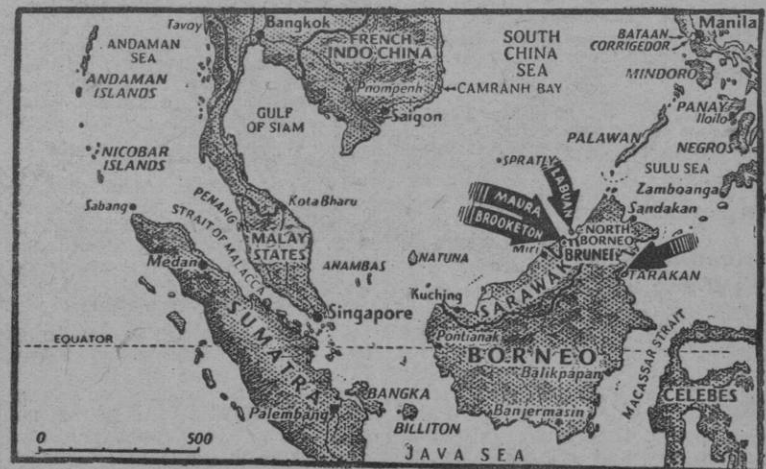 Tavoy
Bangkok
ANDAMAN
SEA
ANDAMAN
ISLANDS
NICOBAR
ISLANDS
FRENCH
INDO-CHINA
Pnompenh
CAMRANH BAY
Saigon
GULF
OF SIAM
SOUTH
CHINA
SEA
Manila
BATAAN
CORRIGEDOR
MINDORO
PANAY
Iloilo
NEGROS
PALAWAN
SULU SEA
SPRATLY
LABUAN
MAURA
BROOKETON
Zamboanga
Sandakan
NORTH
BORNEO
BRUNEI
TARAKAN
Miri
SARAWAK
Kuching
Sabang
PENANG
STRAIT OF MALACCA
Kota Bharu
MALAY
STATES
ANAMBAS
NATUNA
Medan
Singapore
SUMATRA
EQUATOR
Pontianak
BORNEO
Balikpapan
MACASSAR STRAIT
CELEBES
BANGKA
Palembang
BILLITON
Banjermasin
JAVA SEA
0
500